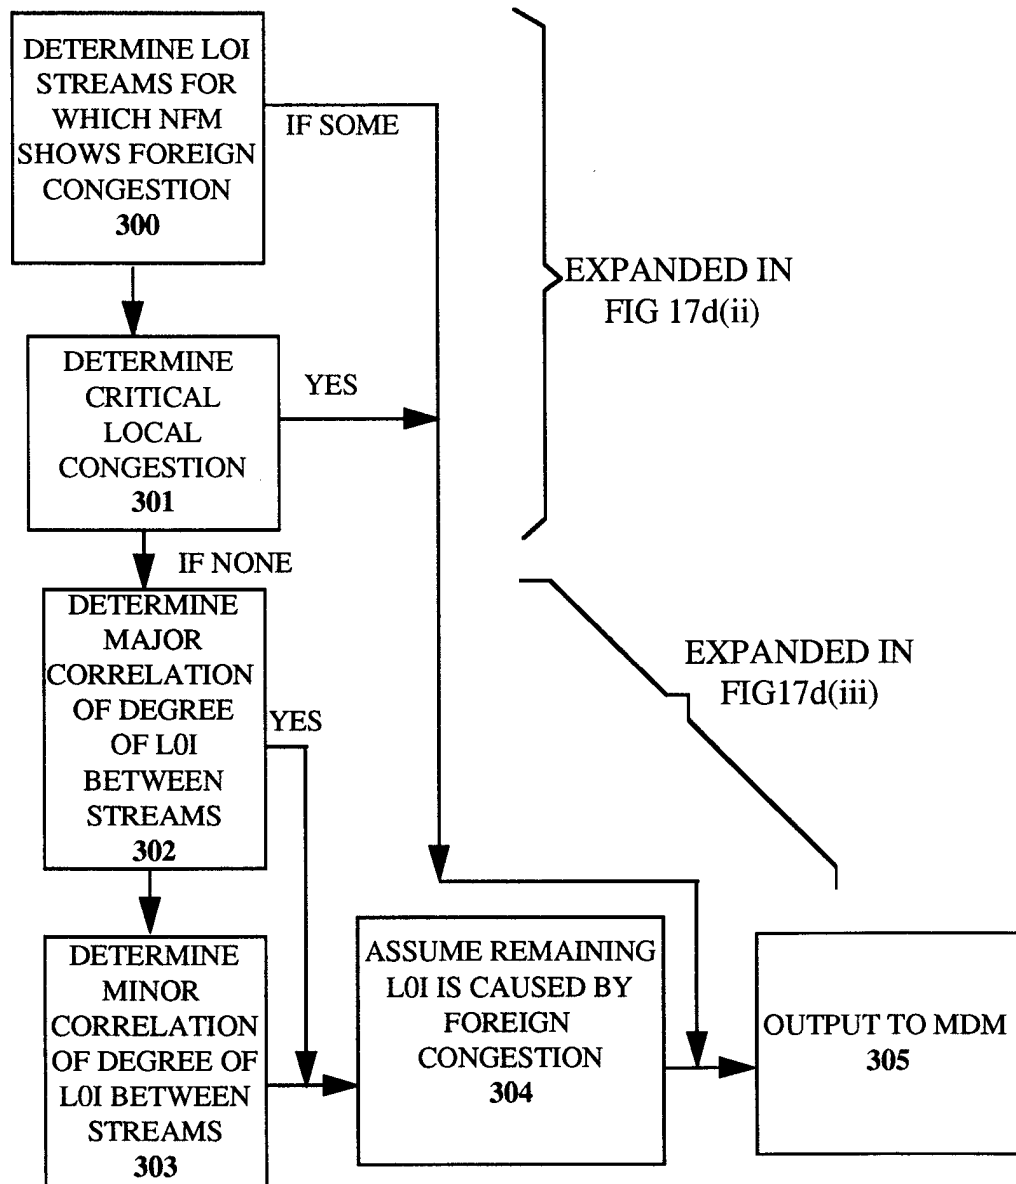 DETERMINE LOI
STREAMS FOR
WHICH NFM
SHOWS FOREIGN
CONGESTION
300
IF SOME
EXPANDED IN
FIG 17d(ii)
DETERMINE
CRITICAL
LOCAL
CONGESTION
301
YES
IF NONE
DETERMINE
MAJOR
CORRELATION
OF DEGREE
OF L0I
BETWEEN
STREAMS
302
YES
EXPANDED IN
FIG17d(iii)
DETERMINE
MINOR
CORRELATION
OF DEGREE OF
L0I BETWEEN
STREAMS
303
ASSUME REMAINING
L0I IS CAUSED BY
FOREIGN
CONGESTION
304
OUTPUT TO MDM
305